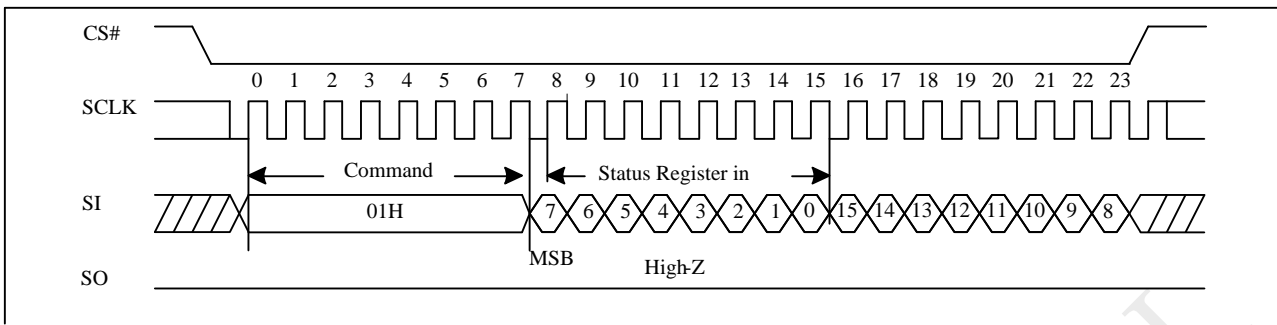 CS#
0 1 2 3 4 5 6 7 8 9 10 11 12 13 14 15 16 17 18 19 20 21 22 23
SCLK
Command Status Register in
SI 01H 7 6 5 4 3 2 1 0 15 14 13 12 11 10 9 8
MSB High-Z
SO